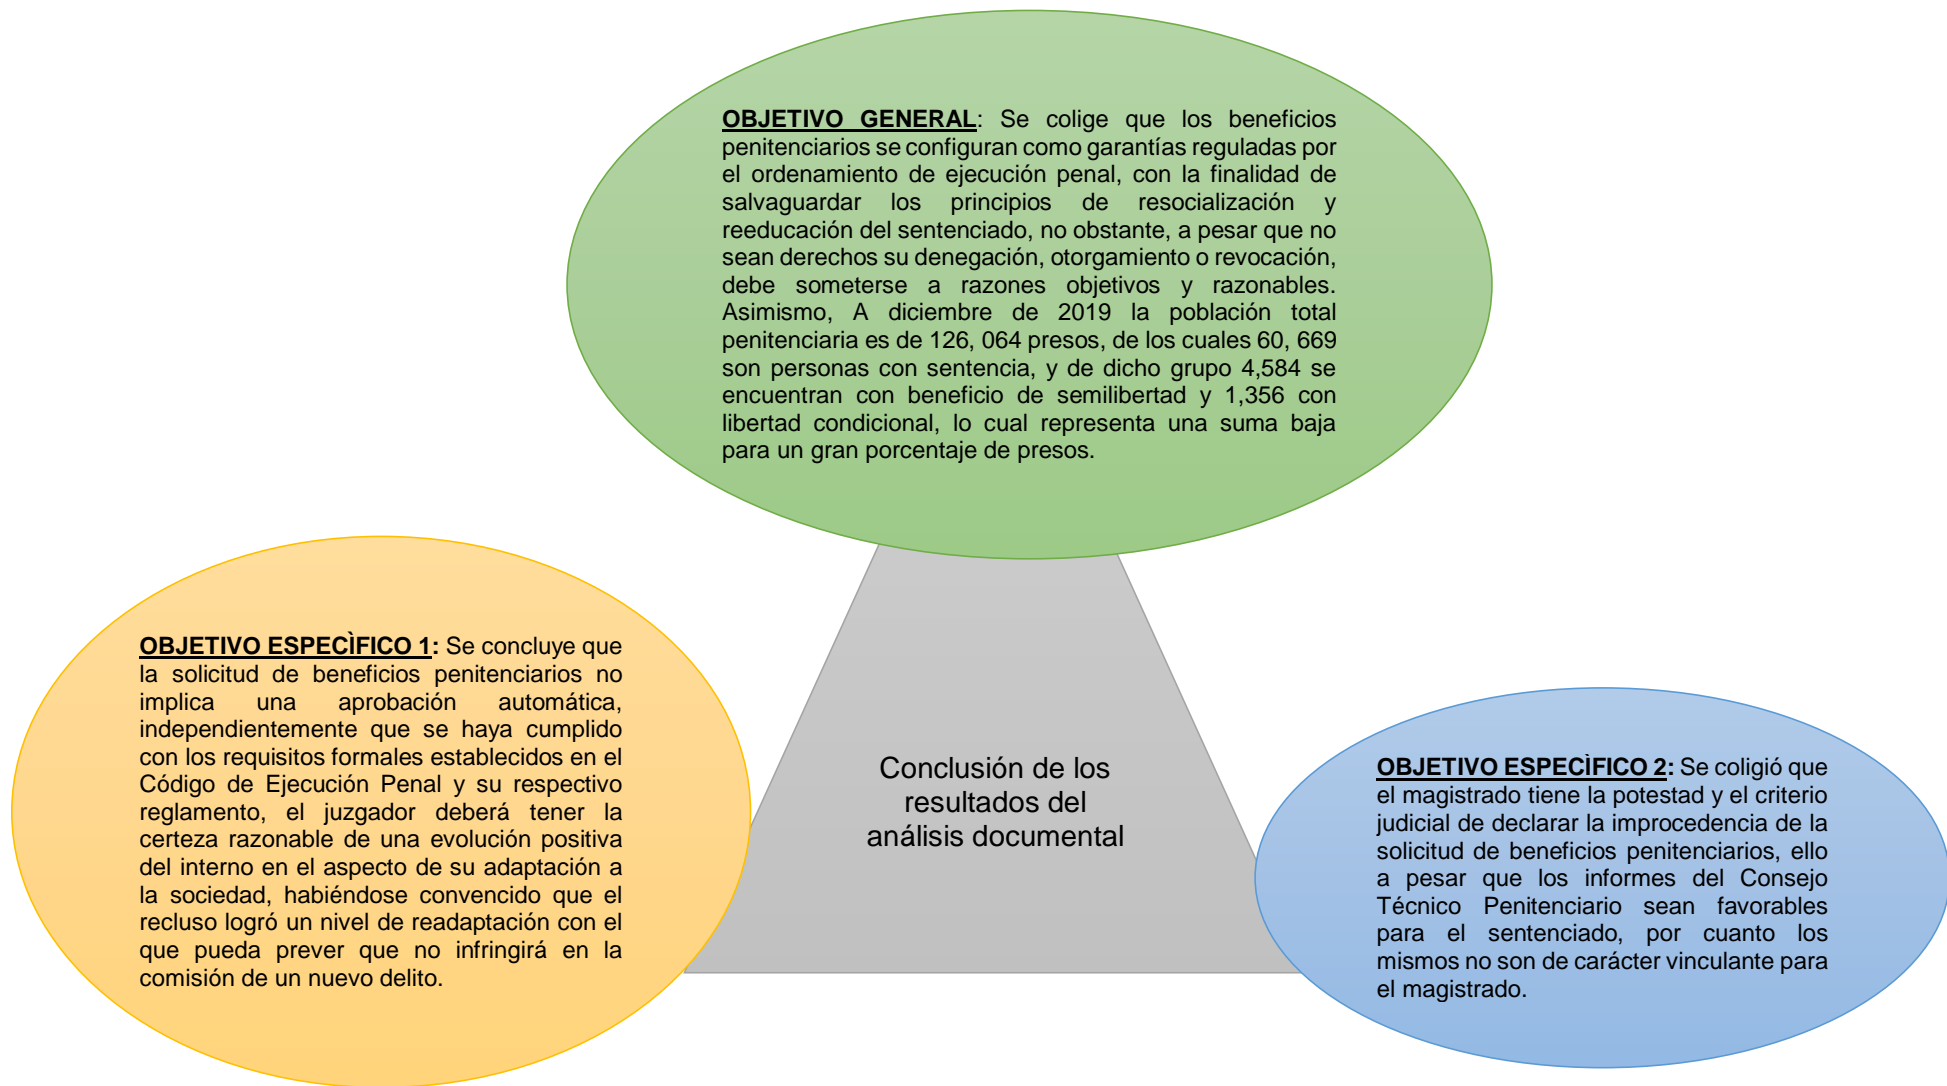 OBJETIVO GENERAL: Se colige que los beneficios
penitenciarios se configuran como garantías reguladas por
el ordenamiento de ejecución penal, con la finalidad de
salvaguardar los principios de resocialización y
reeducación del sentenciado, no obstante, a pesar que no
sean derechos su denegación, otorgamiento o revocación,
debe someterse a razones objetivos y razonables.
Asimismo, A diciembre de 2019 la población total
penitenciaria es de 126, 064 presos, de los cuales 60, 669
son personas con sentencia, y de dicho grupo 4,584 se
encuentran con beneficio de semilibertad y 1,356 con
libertad condicional, lo cual representa una suma baja
para un gran porcentaje de presos.
OBJETIVO ESPECÌFICO 1: Se concluye que
la solicitud de beneficios penitenciarios no
implica una aprobación automática,
independientemente que se haya cumplido
con los requisitos formales establecidos en el
Código de Ejecución Penal y su respectivo
reglamento, el juzgador deberá tener la
certeza razonable de una evolución positiva
del interno en el aspecto de su adaptación a
la sociedad, habiéndose convencido que el
recluso logró un nivel de readaptación con el
que pueda prever que no infringirá en la
comisión de un nuevo delito.
Conclusión de los
resultados del
análisis documental
OBJETIVO ESPECÌFICO 2: Se coligió que
el magistrado tiene la potestad y el criterio
judicial de declarar la improcedencia de la
solicitud de beneficios penitenciarios, ello
a pesar que los informes del Consejo
Técnico Penitenciario sean favorables
para el sentenciado, por cuanto los
mismos no son de carácter vinculante para
el magistrado.